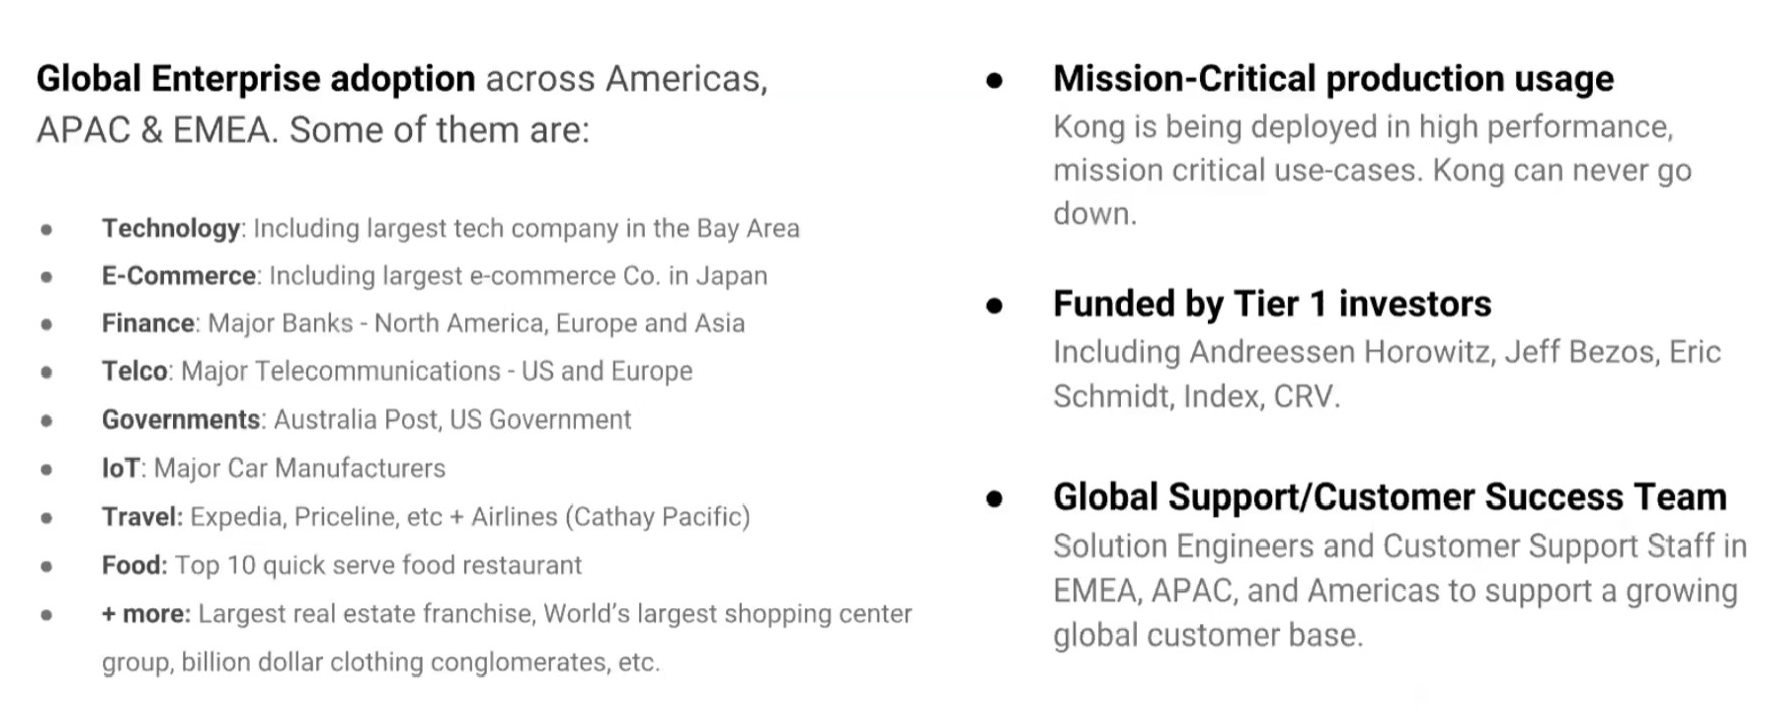 Global Enterprise adoption across Americas,
APAC & EMEA. Some of them are:
● Technology: Including largest tech company in the Bay Area
● E-Commerce: Including largest e-commerce Co. in Japan
● Finance: Major Banks - North America, Europe and Asia
● Telco: Major Telecommunications - US and Europe
● Governments: Australia Post, US Government
● IoT: Major Car Manufacturers
● Travel: Expedia, Priceline, etc + Airlines (Cathay Pacific)
● Food: Top 10 quick serve food restaurant
● + more: Largest real estate franchise, World's largest shopping center
group, billion dollar clothing conglomerates, etc.
● Mission-Critical production usage
Kong is being deployed in high performance,
mission critical use-cases. Kong can never go
down.
● Funded by Tier 1 investors
Including Andreessen Horowitz, Jeff Bezos, Eric
Schmidt, Index, CRV.
● Global Support/Customer Success Team
Solution Engineers and Customer Support Staff in
EMEA, APAC, and Americas to support a growing
global customer base.